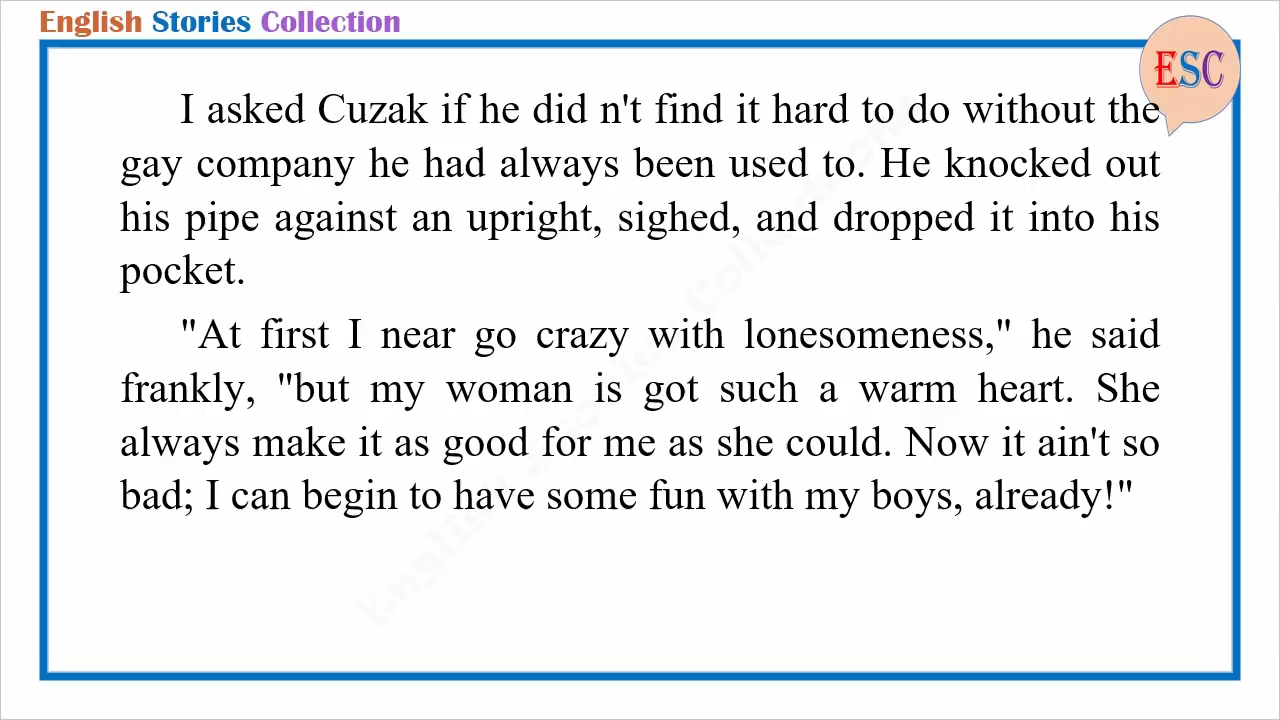 English Stories Collection
ESC
I asked Cuzak if he did n't find it hard to do without the
gay company he had always been used to. He knocked out
his pipe against an upright, sighed, and dropped it into his
pocket.
"At first I near go crazy with lonesomeness," he said
frankly, "but my woman is got such a warm heart. She
always make it as good for me as she could. Now it ain't so
bad; I can begin to have some fun with my boys, already!"